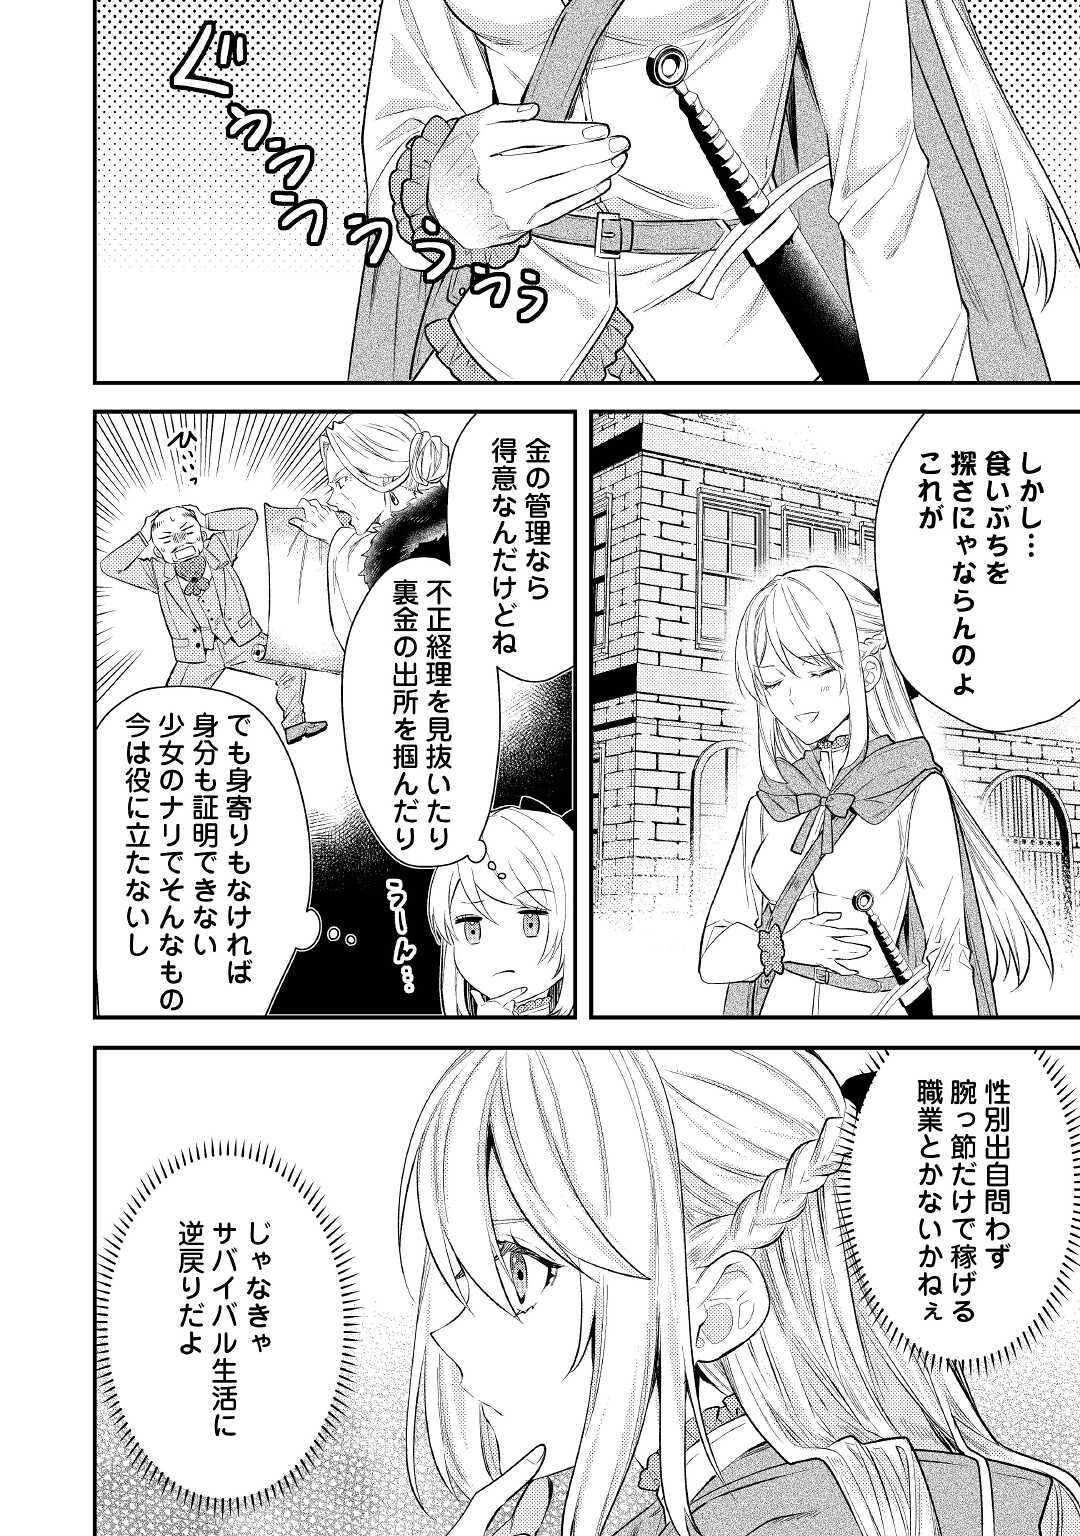 ぐぅぅぅぅぅぅ
しかし…
食いぶちを
探さにゃならんのよ
これが
金の管理なら
得意なんだけどね
不正経理を見抜いたり
裏金の出所を掴んだり
ひぃ…っ
でも身寄りもなければ
身分も証明できない
少女のナリでそんなもの
今は役に立たないし
うーん…
性別出自問わず
腕っ節だけで稼げる
職業とかないかねぇ
じゃなきゃ
サバイバル生活に
逆戻りだよ